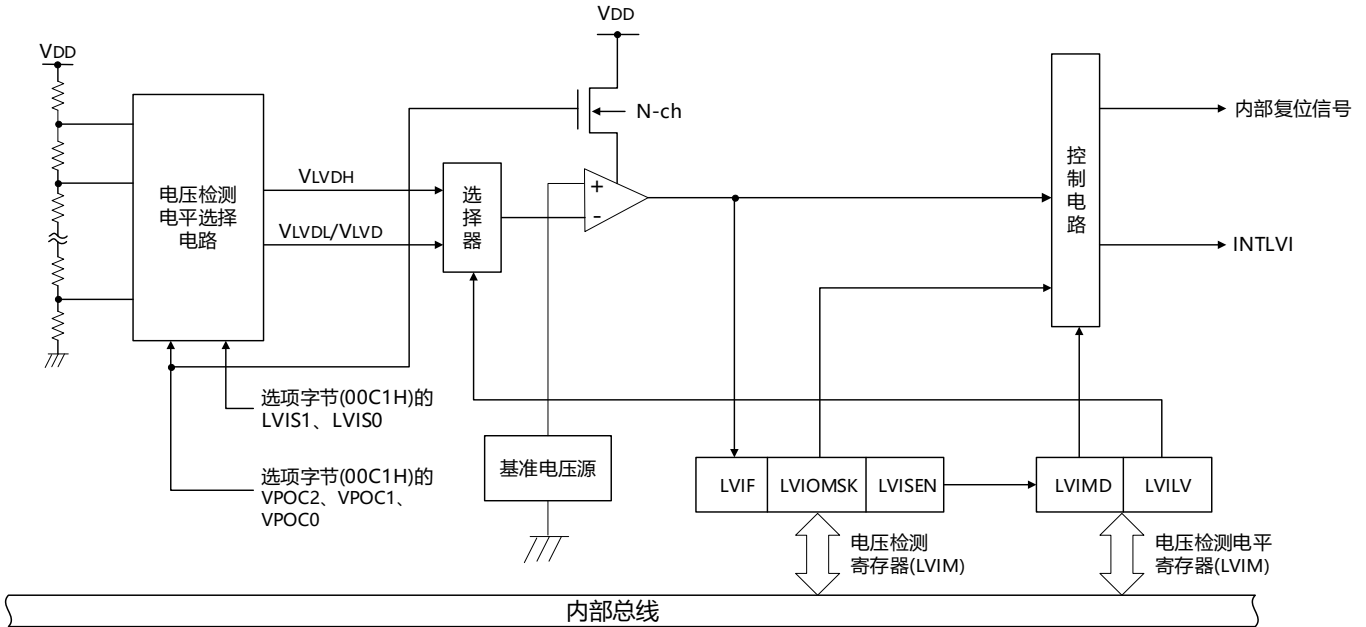 VDD
VDD
N-ch
电压检测
电平选择
电路
VLVDH
VLVDL/VLVD
选择器
+
-
控制电路
内部复位信号
INTLVI
选项字节(00C1H)的
LVIS1、LVIS0
选项字节(00C1H)的
VPOC2、VPOC1、
VPOC0
基准电压源
LVIF
LVIOMSK
LVISEN
LVIMD
LVILV
电压检测
寄存器(LVIM)
电压检测电平
寄存器(LVIM)
内部总线